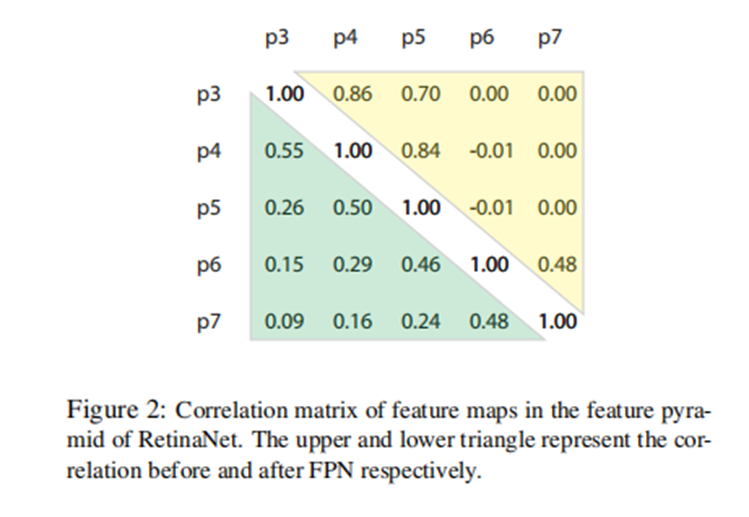 p3 p4 p5 p6 p7
p3 1.00 0.86 0.70 0.00 0.00
p4 0.55 1.00 0.84 -0.01 0.00
p5 0.26 0.50 1.00 -0.01 0.00
p6 0.15 0.29 0.46 1.00 0.48
p7 0.09 0.16 0.24 0.48 1.00
Figure 2: Correlation matrix of feature maps in the feature pyra-
mid of RetinaNet. The upper and lower triangle represent the cor-
relation before and after FPN respectively.